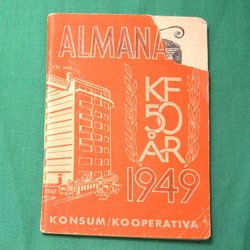 ALMANA
KF
50
ÅR
1949
KONSUM/KOOPERATIVA